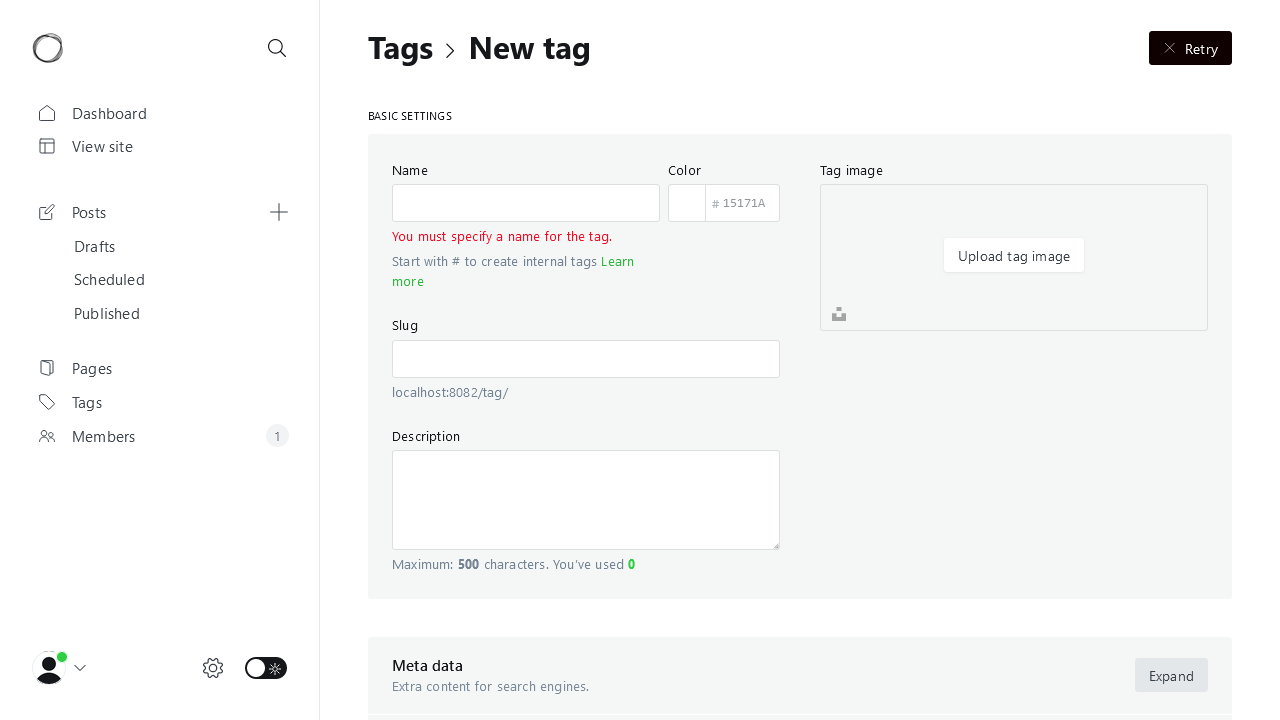 Dashboard
View site
Posts
Drafts
Scheduled
Published
Pages
Tags
Members
1
Tags
New tag
Retry
BASIC SETTINGS
Name
You must specify a name for the tag.
Start with # to create internal tags Learn
more
Color
# 15171A
Slug
localhost:8082/tag/
Description
Maximum: 500 characters. You've used 0
Tag image
Upload tag image
Meta data
Extra content for search engines.
Expand